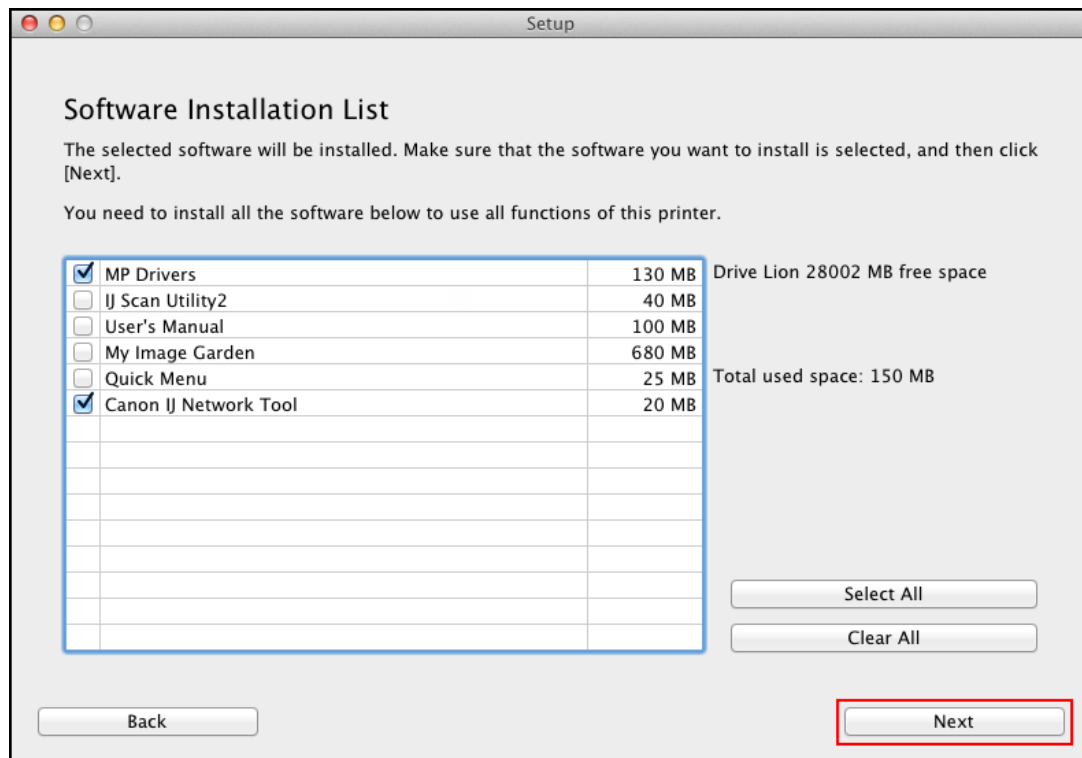 Setup
Software Installation List
The selected software will be installed. Make sure that the software you want to install is selected, and then click
[Next].
You need to install all the software below to use all functions of this printer.
MP Drivers 130 MB Drive Lion 28002 MB free space
IJ Scan Utility2 40 MB
User's Manual 100 MB
My Image Garden 680 MB
Quick Menu 25 MB Total used space: 150 MB
Canon IJ Network Tool 20 MB
Select All
Clear All
Back Next